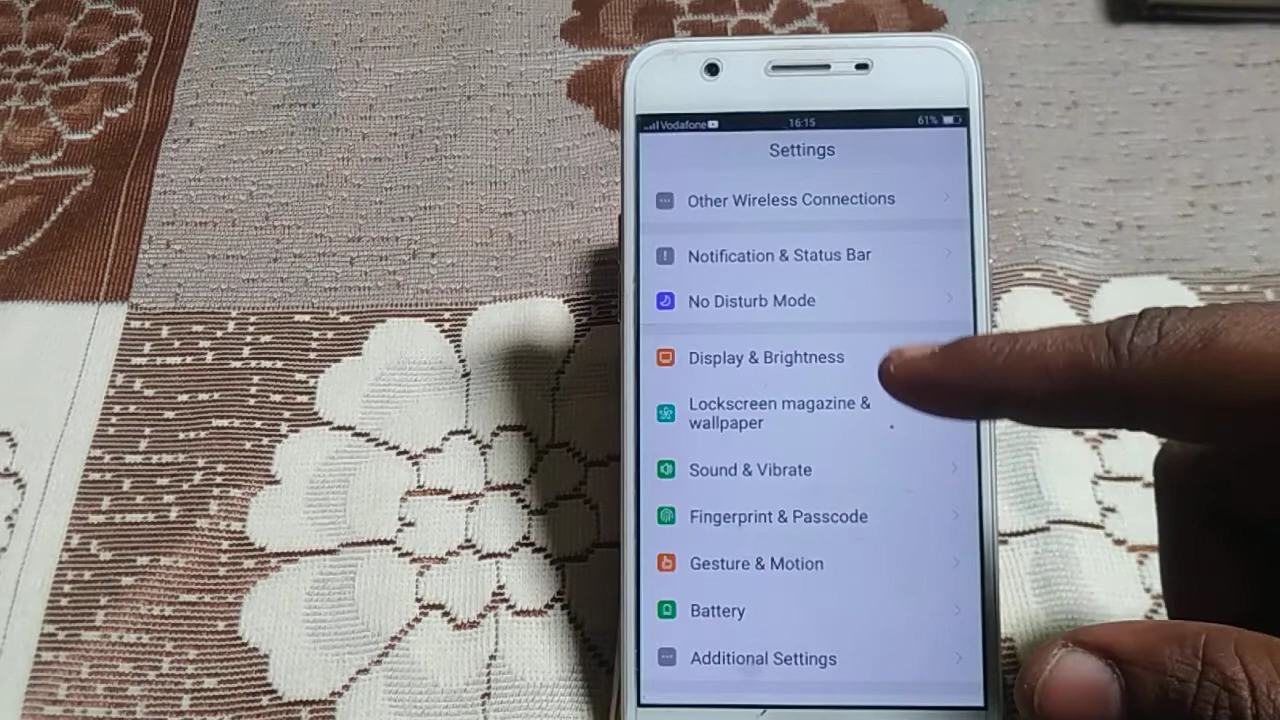 Vodafone 16:15 61%
Settings
Other Wireless Connections
Notification & Status Bar
No Disturb Mode
Display & Brightness
Lockscreen magazine &
wallpaper
Sound & Vibrate
Fingerprint & Passcode
Gesture & Motion
Battery
Additional Settings